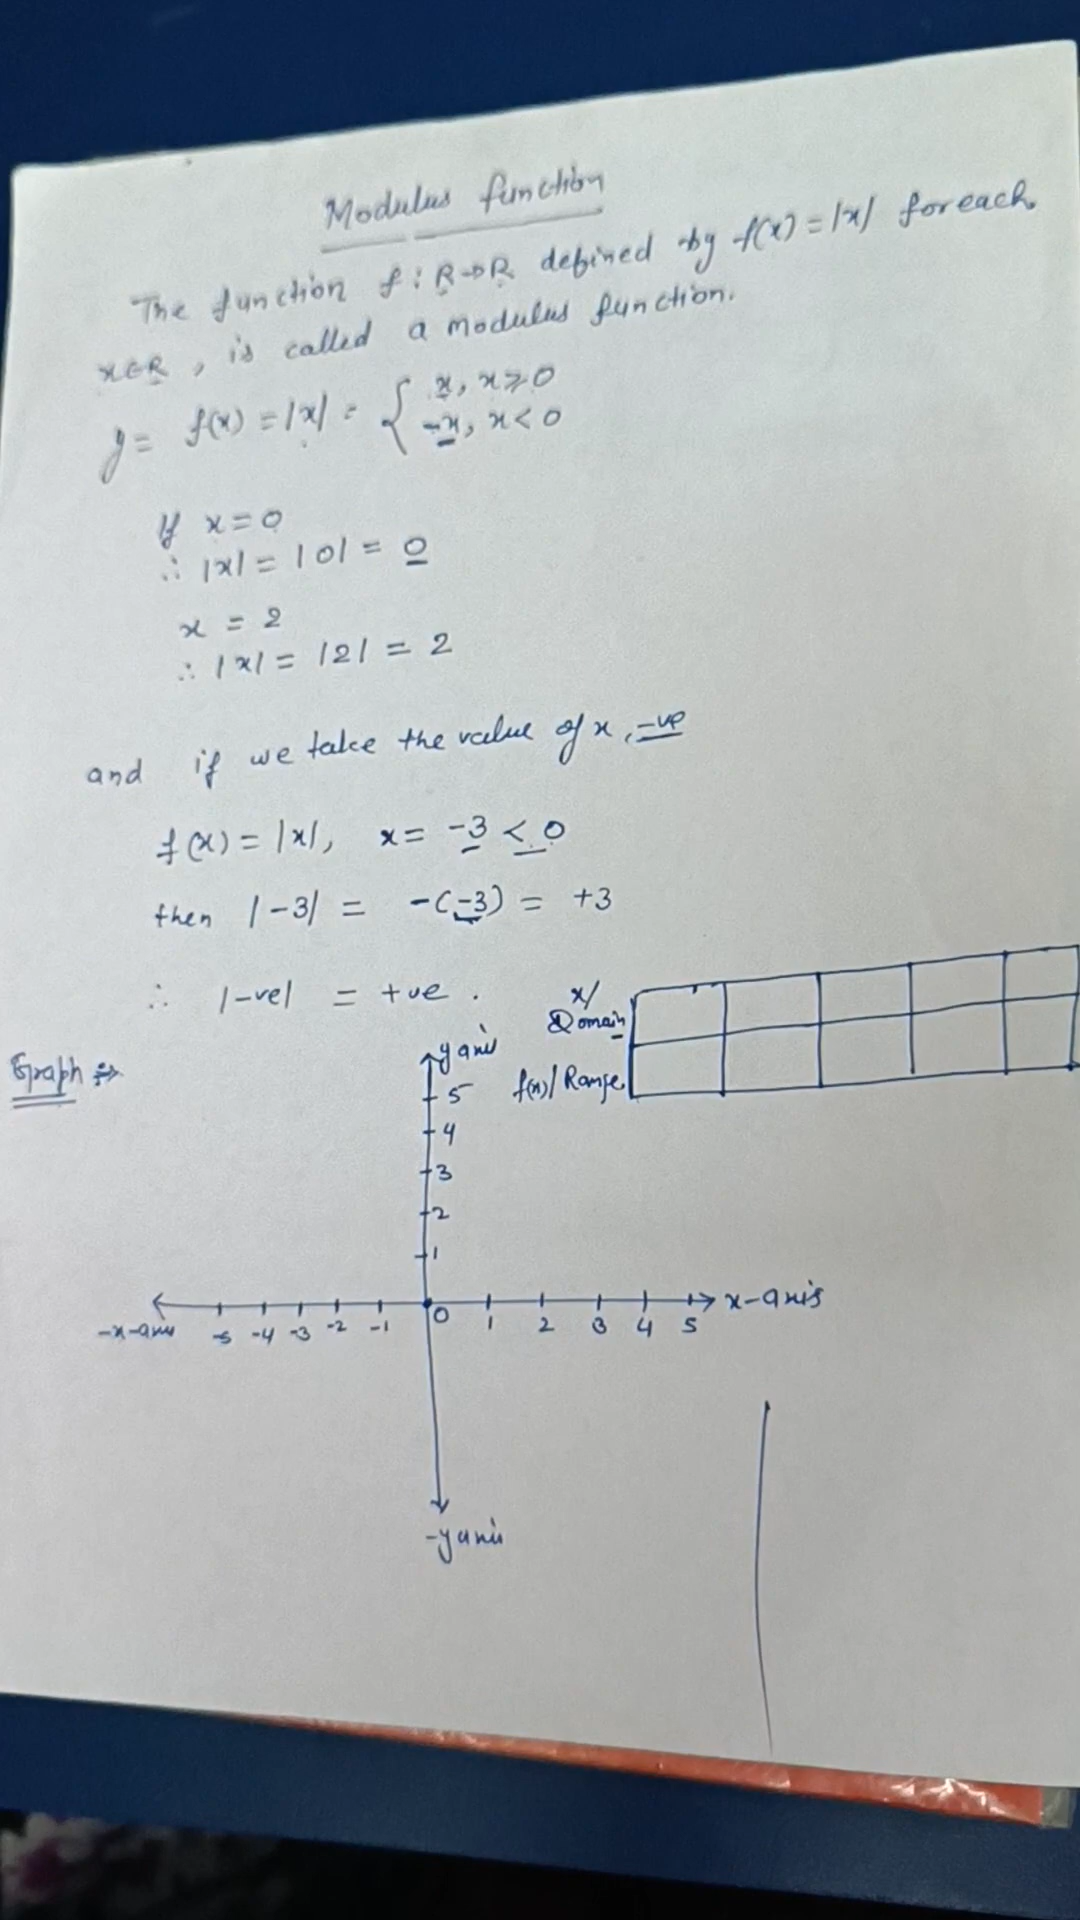 Modulus function
The function f : R→R defined by f(x) = |x| for each
x∈R, is called a modulus function.
y = f(x) = |x| = { x, x ⩾ 0
-x, x < 0
If x = 0
∴ |x| = |0| = 0
x = 2
∴ |x| = |2| = 2
and if we take the value of x, -ve
f(x) = |x|, x = -3 < 0
then |-3| = -(-3) = +3
∴ |-ve| = +ve .
x/
Domain
f(x)/Range
Graph ⇒
y axis
5
4
3
2
1
-x-axis -5 -4 -3 -2 -1 0 1 2 3 4 5 x-axis
-y axis